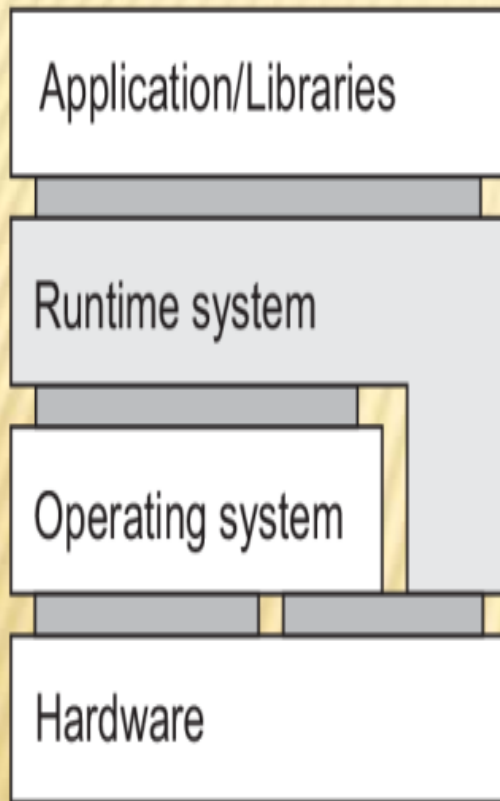 Application/Libraries
Runtime system
Operating system
Hardware